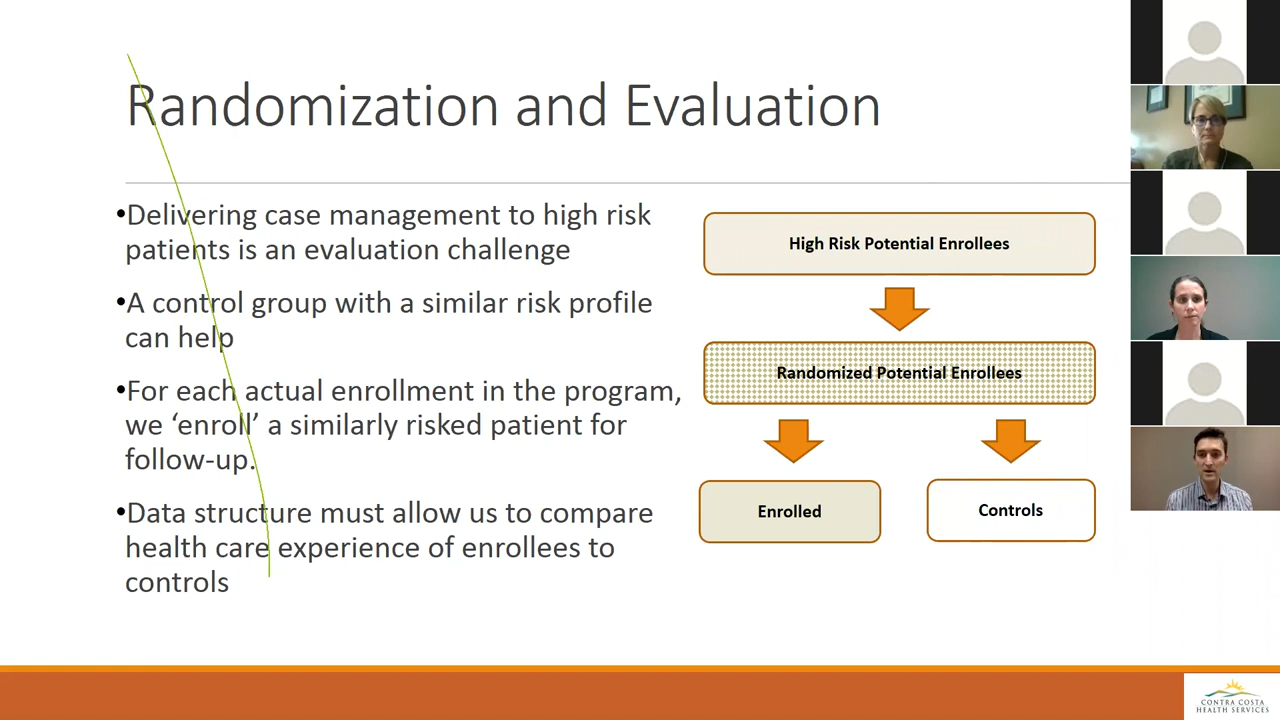 Randomization and Evaluation
•Delivering case management to high risk
patients is an evaluation challenge
•A control group with a similar risk profile
can help
•For each actual enrollment in the program,
we ‘enroll’ a similarly risked patient for
follow-up.
•Data structure must allow us to compare
health care experience of enrollees to
controls
High Risk Potential Enrollees
Randomized Potential Enrollees
Enrolled
Controls
CONTRA COSTA
HEALTH SERVICES